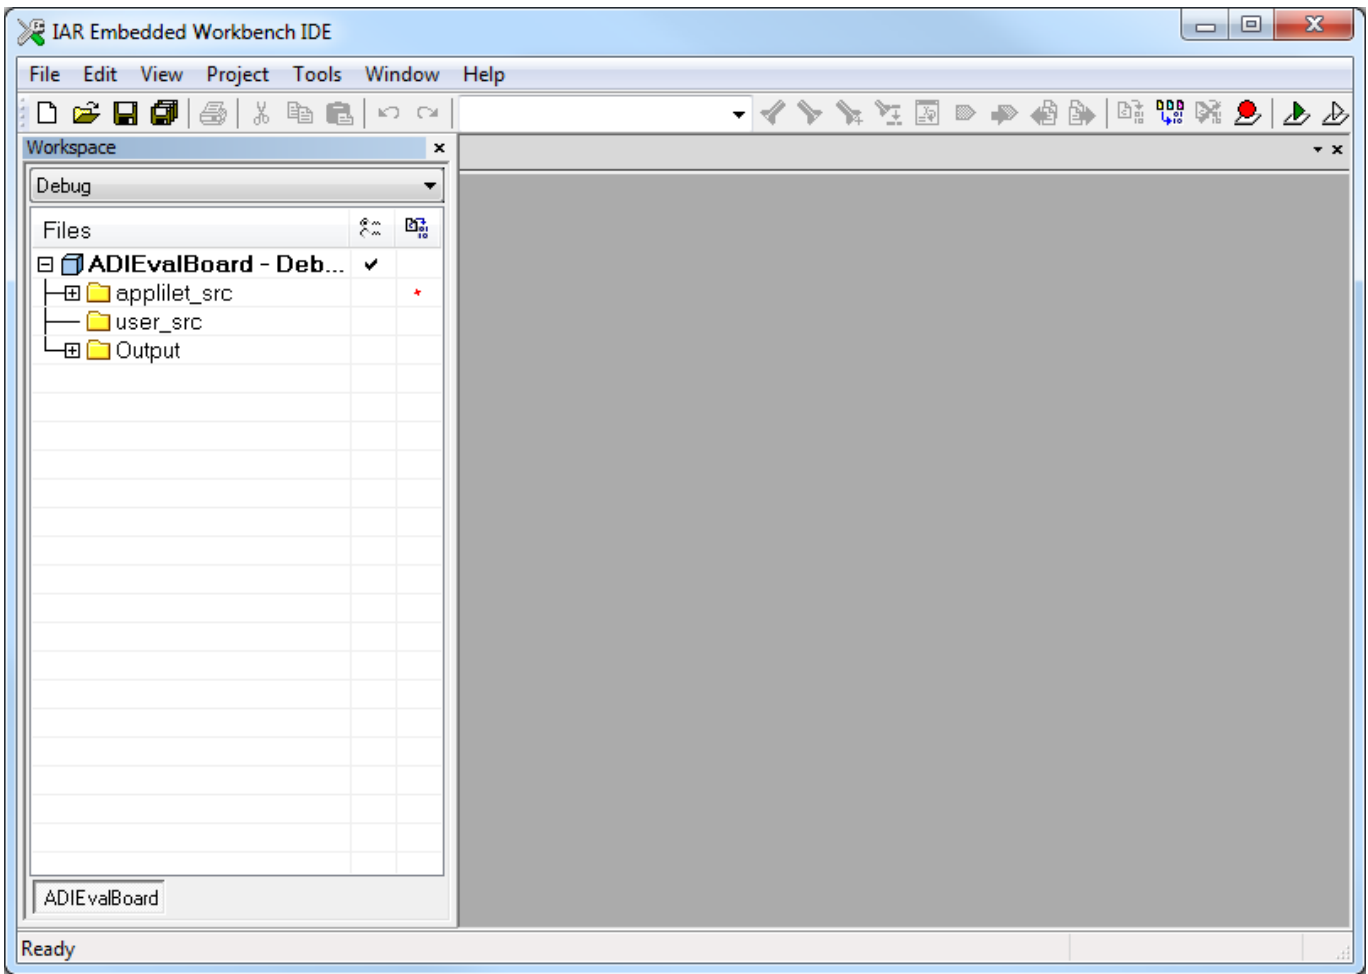 IAR Embedded Workbench IDE
File Edit View Project Tools Window Help
Workspace
Debug
Files
ADIEvalBoard - Deb...
applilet_src
user_src
Output
ADIEvalBoard
Ready